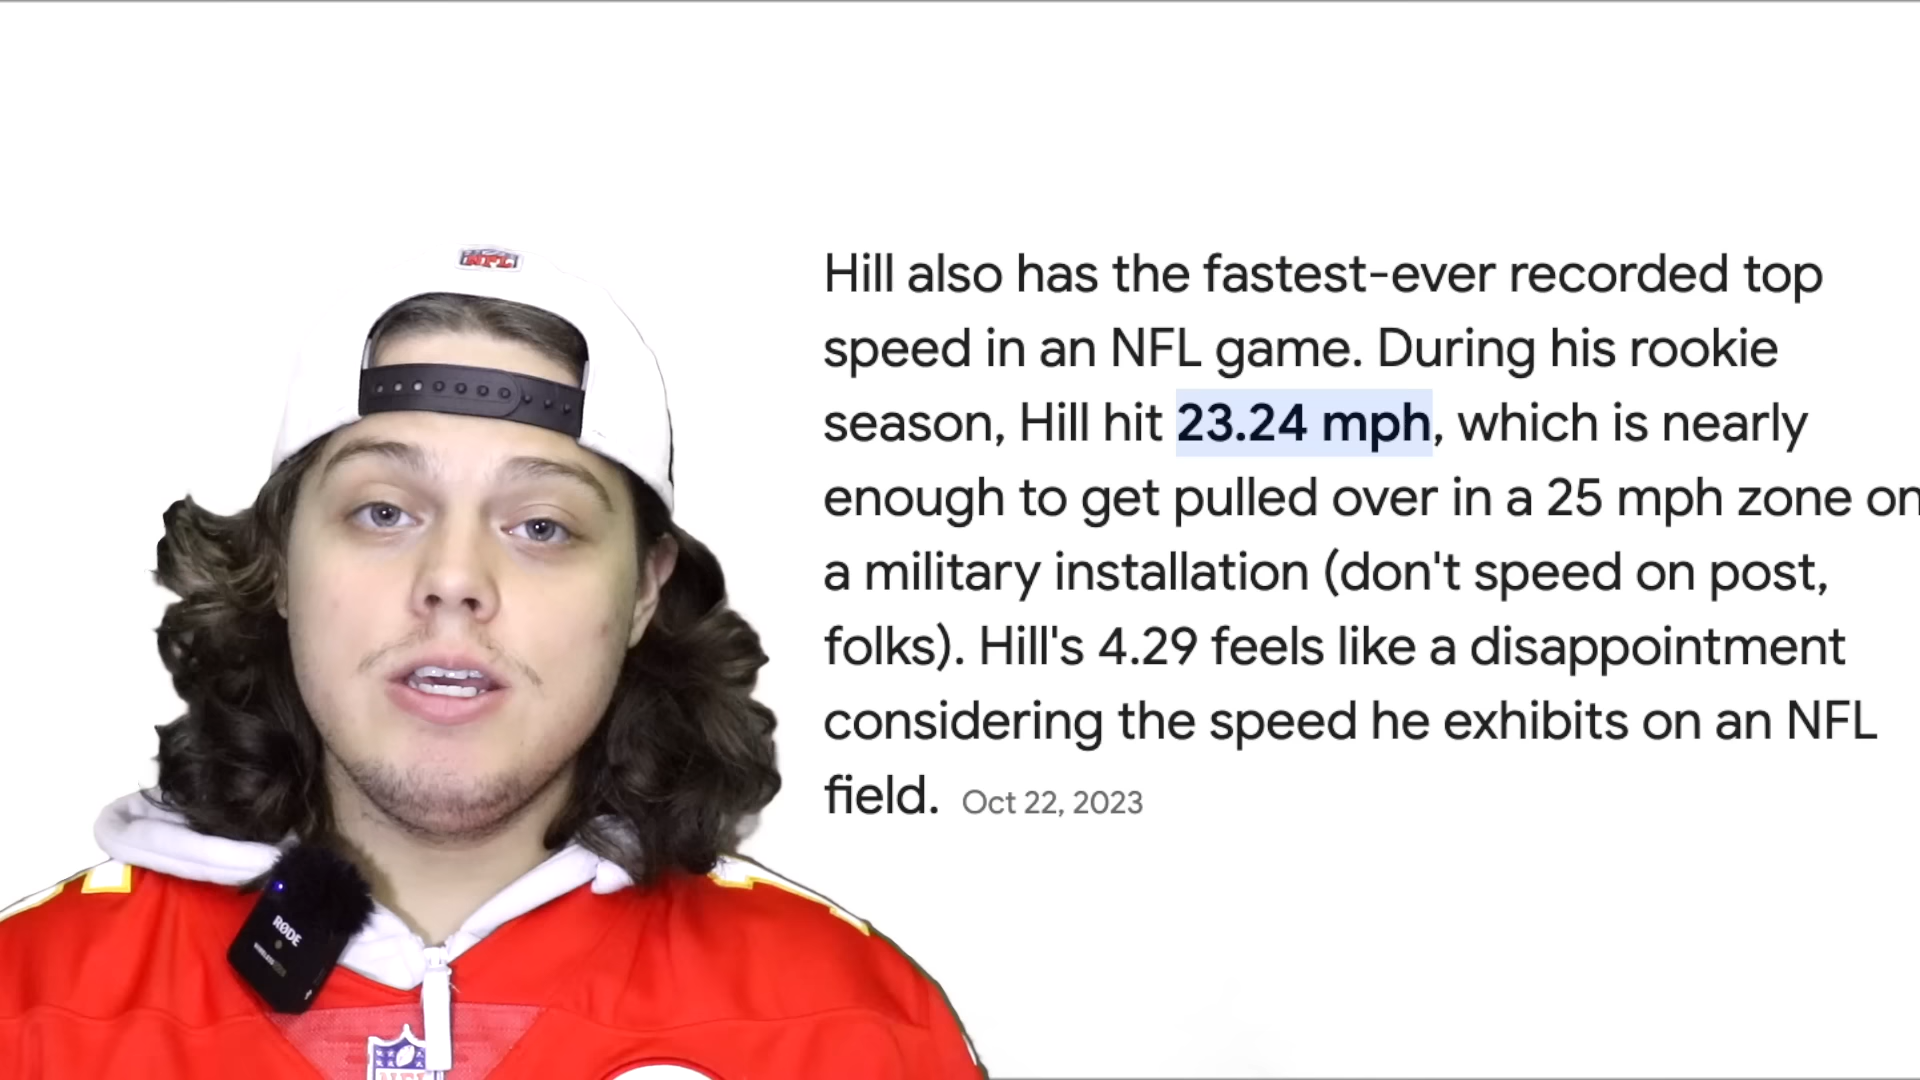 NFL
Hill also has the fastest-ever recorded top
speed in an NFL game. During his rookie
season, Hill hit 23.24 mph, which is nearly
enough to get pulled over in a 25 mph zone on
a military installation (don't speed on post,
folks). Hill's 4.29 feels like a disappointment
considering the speed he exhibits on an NFL
field. Oct 22, 2023
RØDE
NFL